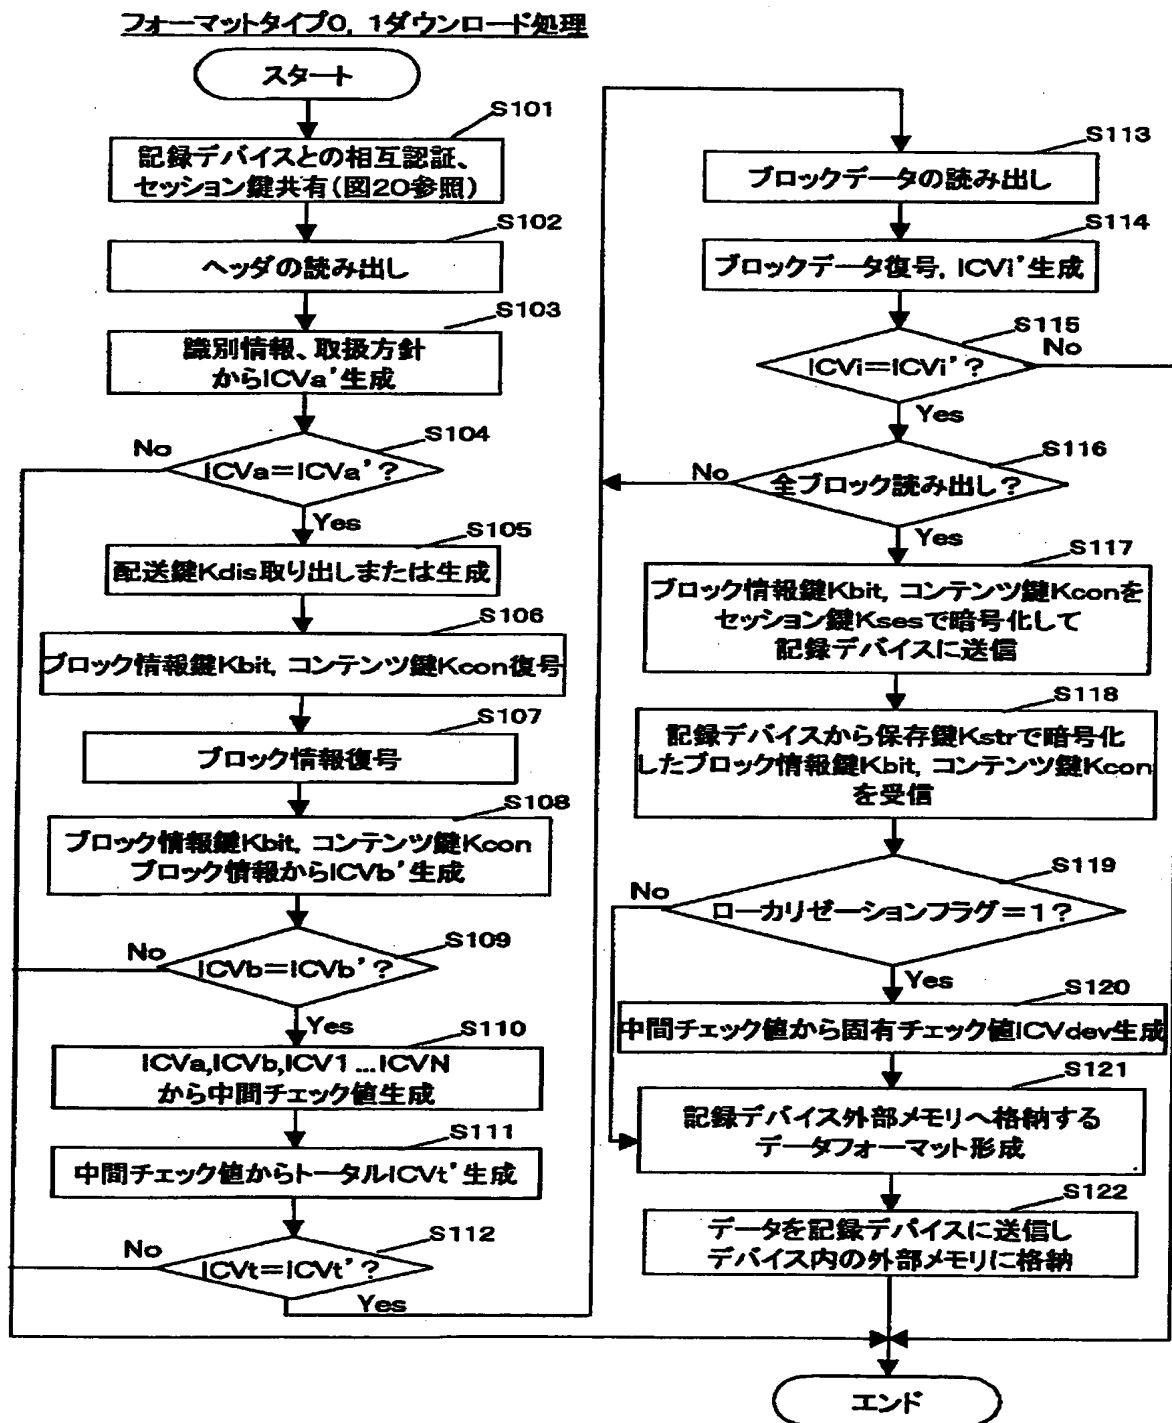 フォーマットタイプ0, 1ダウンロード処理
スタート
S101
記録デバイスとの相互認証、
セッション鍵共有(図20参照)
S102
ヘッダの読み出し
S103
識別情報、取扱方針
からICVa'生成
S104
ICVa=ICVa'?
No
Yes
S105
配送鍵Kdis取り出しまたは生成
S106
ブロック情報鍵Kbit, コンテンツ鍵Kcon復号
S107
ブロック情報復号
S108
ブロック情報鍵Kbit, コンテンツ鍵Kcon
ブロック情報からICVb'生成
S109
ICVb=ICVb'?
No
Yes
S110
ICVa,ICVb,ICV1...ICVN
から中間チェック値生成
S111
中間チェック値からトータルICVt'生成
S112
ICVt=ICVt'?
No
Yes
S113
ブロックデータの読み出し
S114
ブロックデータ復号, ICVi'生成
S115
ICVi=ICVi'?
No
Yes
S116
全ブロック読み出し?
No
Yes
S117
ブロック情報鍵Kbit, コンテンツ鍵Kconを
セッション鍵Ksesで暗号化して
記録デバイスに送信
S118
記録デバイスから保存鍵Kstrで暗号化
したブロック情報鍵Kbit, コンテンツ鍵Kcon
を受信
S119
ローカリゼーションフラグ=1?
No
Yes
S120
中間チェック値から固有チェック値ICVdev生成
S121
記録デバイス外部メモリへ格納する
データフォーマット形成
S122
データを記録デバイスに送信し
デバイス内の外部メモリに格納
エンド